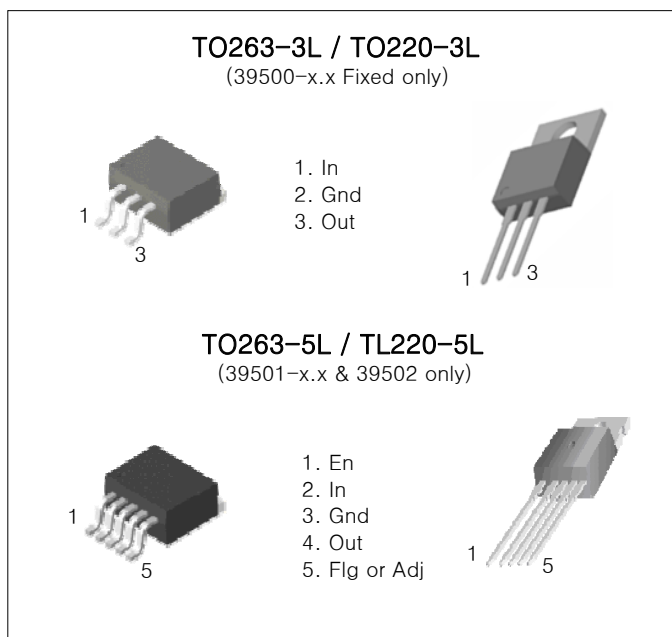 TO263-3L / TO220-3L
(39500-x.x Fixed only)
1. In
2. Gnd
3. Out
1
3
1
3
TO263-5L / TL220-5L
(39501-x.x & 39502 only)
1. En
2. In
3. Gnd
4. Out
5. Flg or Adj
1
5
1
5